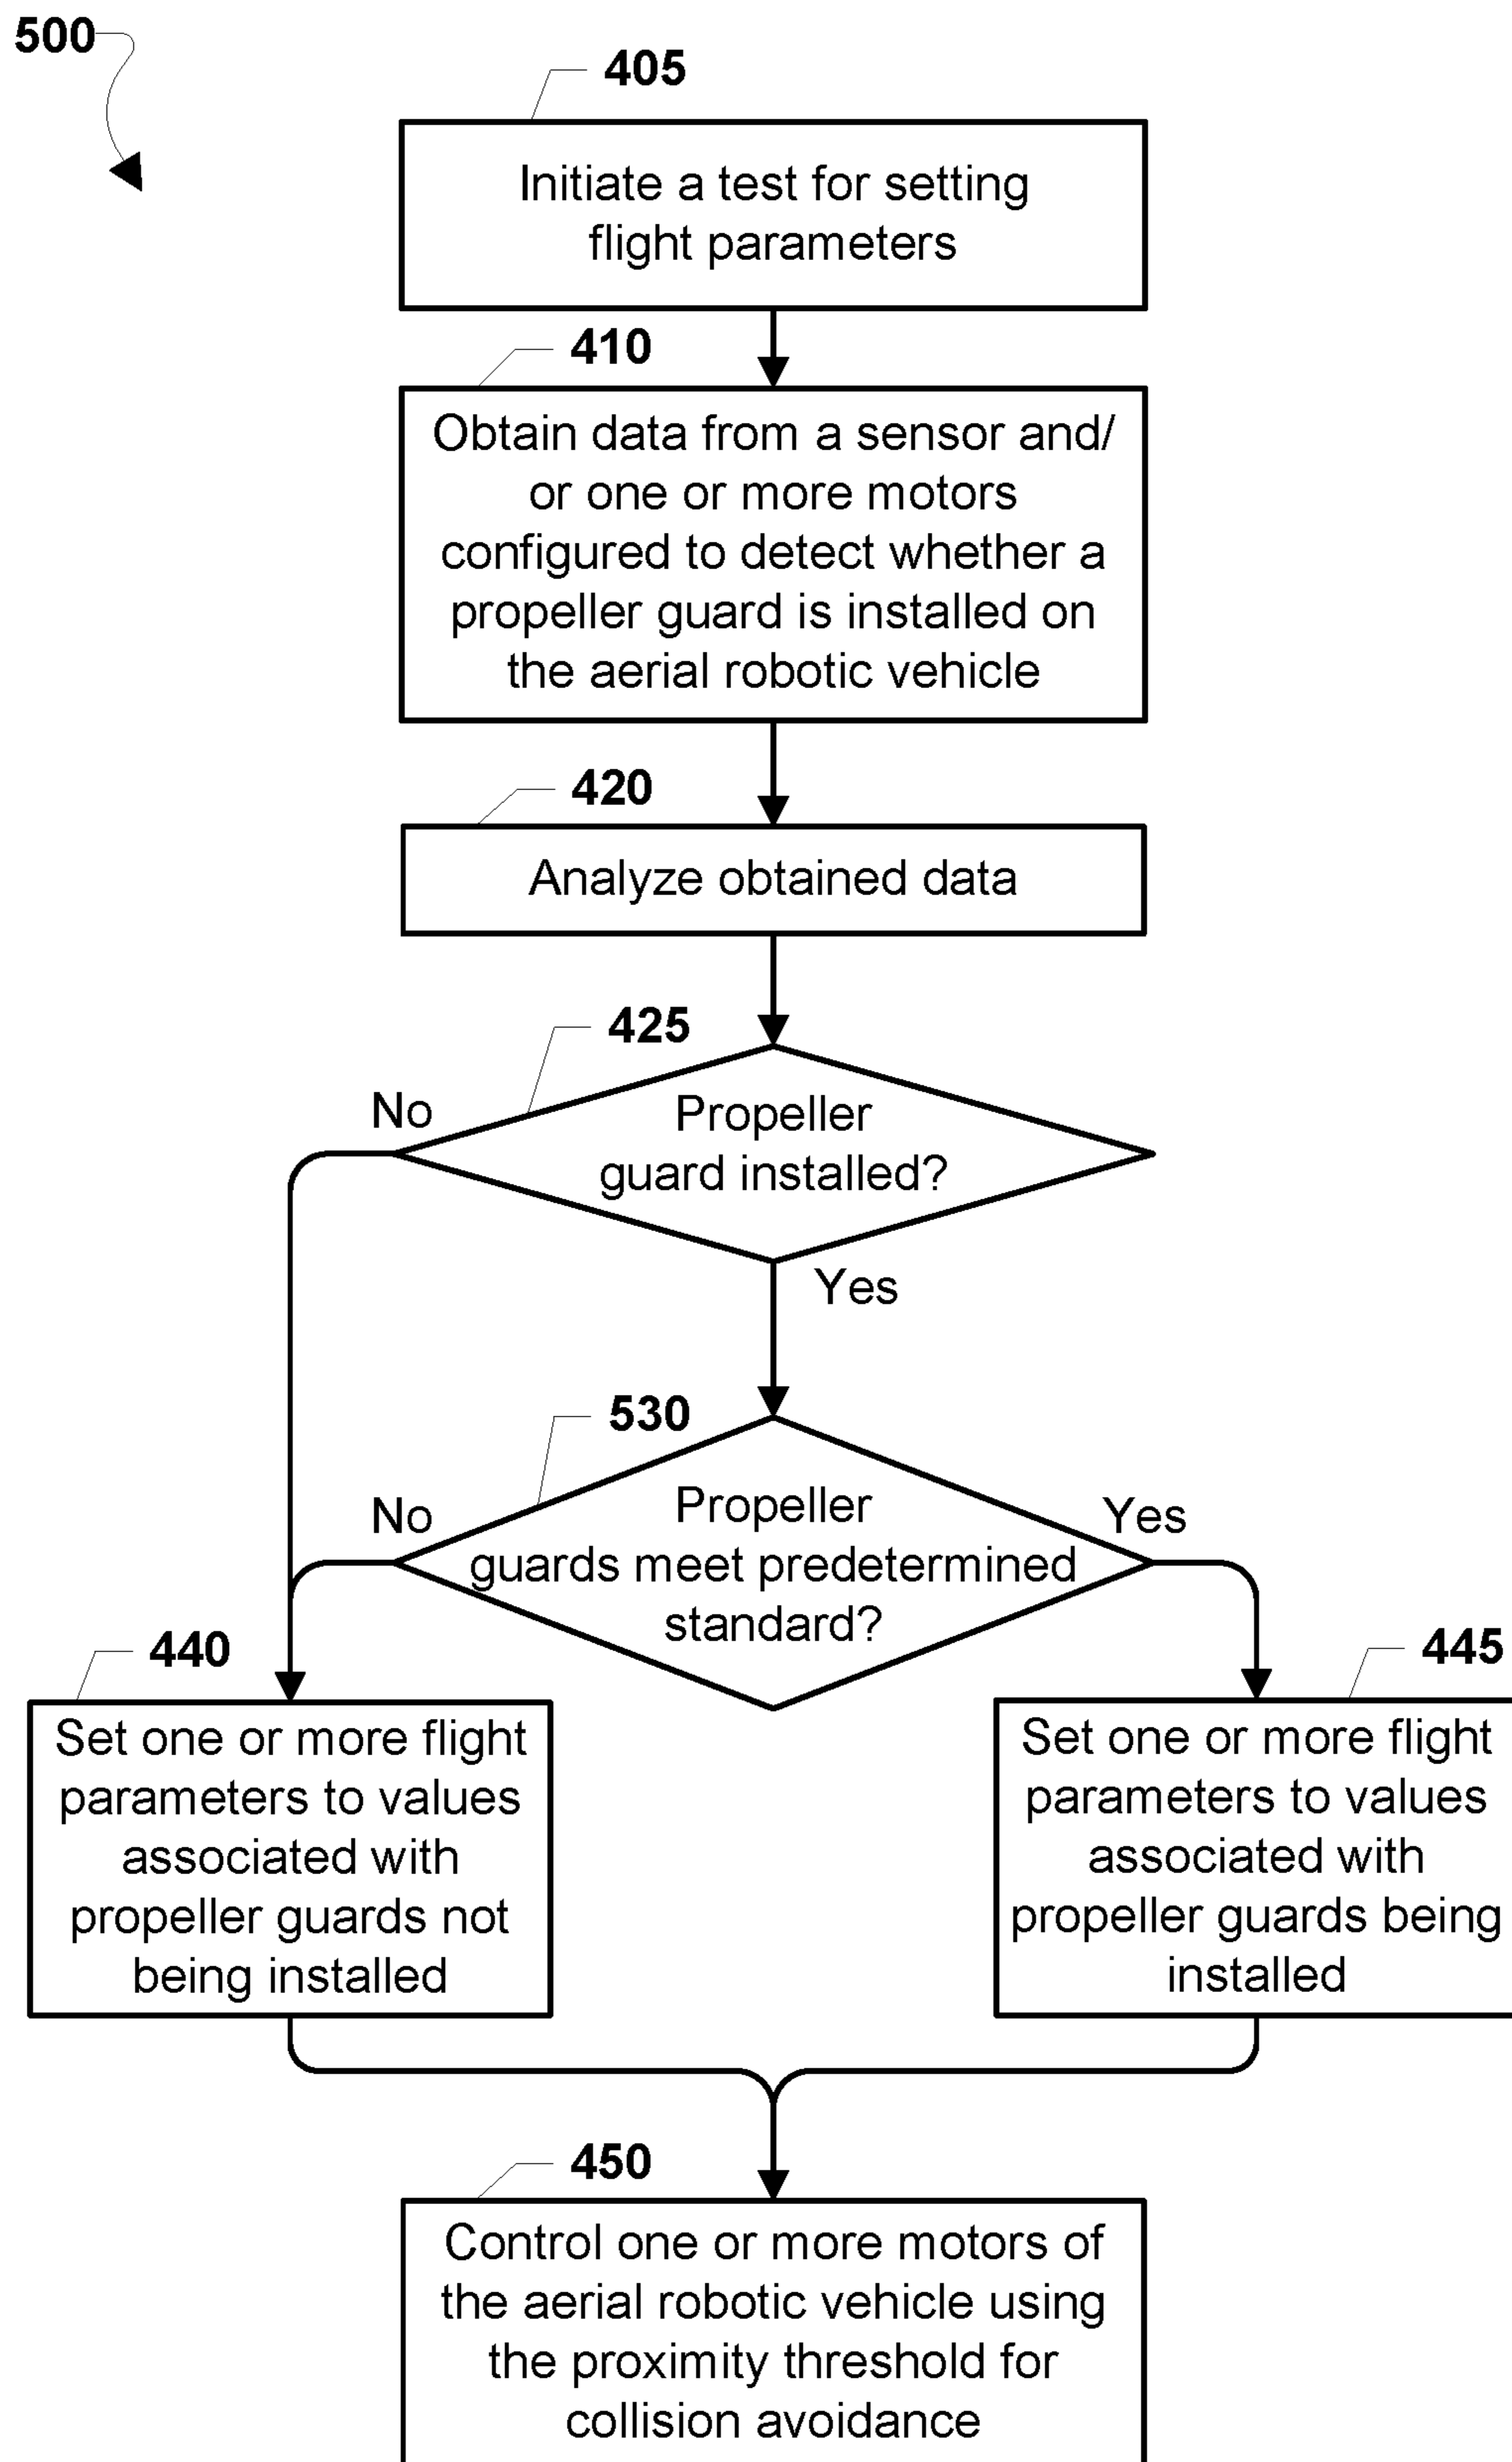 500
405
Initiate a test for setting
flight parameters
410
Obtain data from a sensor and/
or one or more motors
configured to detect whether a
propeller guard is installed on
the aerial robotic vehicle
420
Analyze obtained data
425
No
Propeller
guard installed?
Yes
530
No
Propeller
guards meet predetermined
standard?
Yes
440
Set one or more flight
parameters to values
associated with
propeller guards not
being installed
445
Set one or more flight
parameters to values
associated with
propeller guards being
installed
450
Control one or more motors of
the aerial robotic vehicle using
the proximity threshold for
collision avoidance